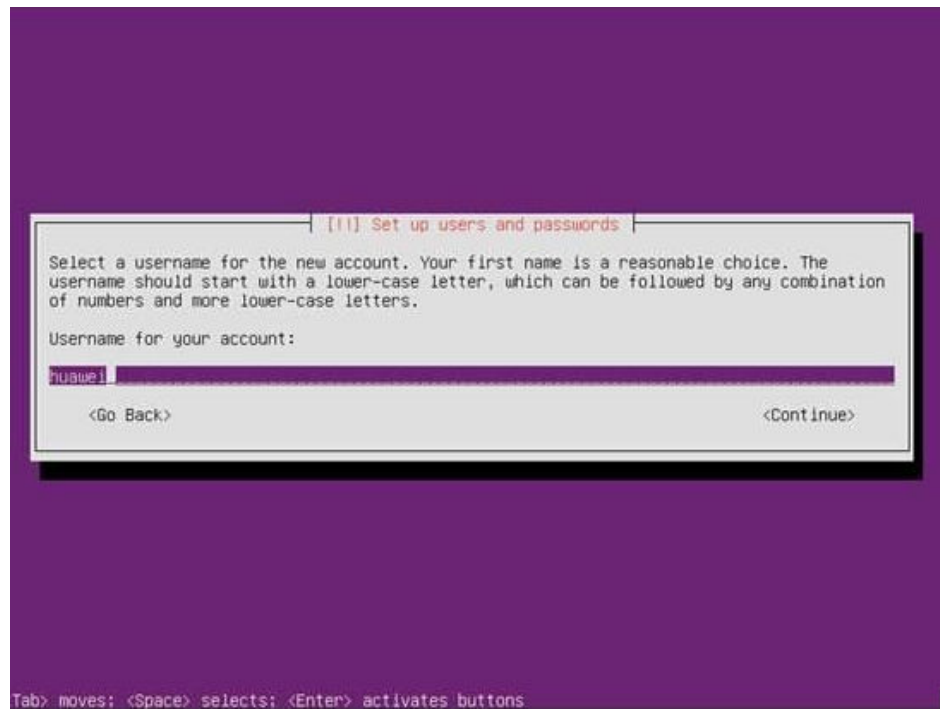 [!!] Set up users and passwords
Select a username for the new account. Your first name is a reasonable choice. The
username should start with a lower-case letter, which can be followed by any combination
of numbers and more lower-case letters.
Username for your account:
huawei
<Go Back> <Continue>
Tab> moves; <Space> selects; <Enter> activates buttons